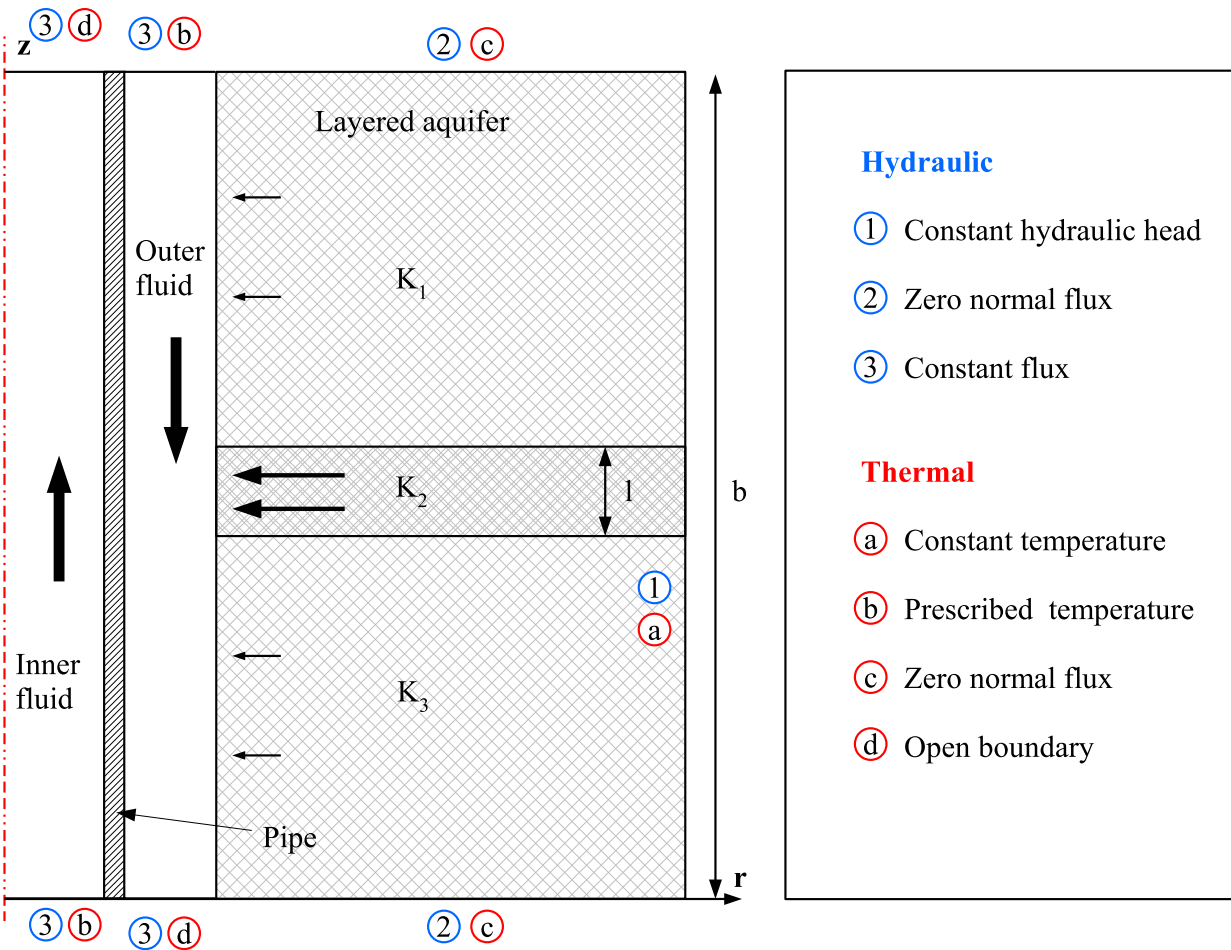 3 d 3 b 2 c
z
Layered aquifer
Outer
fluid
K1
K2
l
b
1
a
Inner
fluid
K3
Pipe
r
3 b 3 d 2 c
Hydraulic
1 Constant hydraulic head
2 Zero normal flux
3 Constant flux
Thermal
a Constant temperature
b Prescribed temperature
c Zero normal flux
d Open boundary